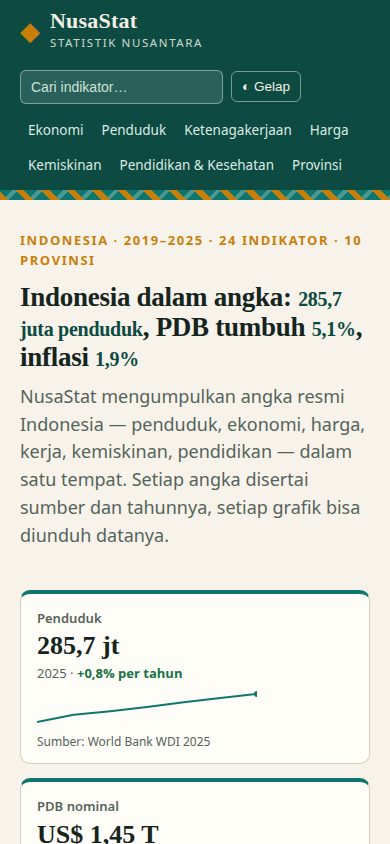 NusaStat
STATISTIK NUSANTARA
Cari indikator…
Gelap
Ekonomi Penduduk Ketenagakerjaan Harga
Kemiskinan Pendidikan & Kesehatan Provinsi
INDONESIA · 2019–2025 · 24 INDIKATOR · 10
PROVINSI
Indonesia dalam angka: 285,7
juta penduduk, PDB tumbuh 5,1%,
inflasi 1,9%
NusaStat mengumpulkan angka resmi
Indonesia — penduduk, ekonomi, harga,
kerja, kemiskinan, pendidikan — dalam
satu tempat. Setiap angka disertai
sumber dan tahunnya, setiap grafik bisa
diunduh datanya.
Penduduk
285,7 jt
2025 · +0,8% per tahun
Sumber: World Bank WDI 2025
PDB nominal
US$ 1,45 T